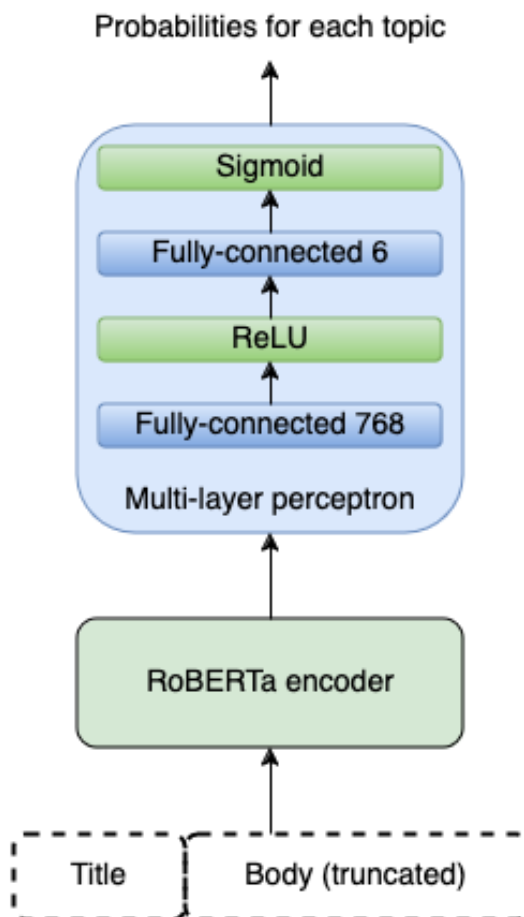 Probabilities for each topic
Sigmoid
Fully-connected 6
ReLU
Fully-connected 768
Multi-layer perceptron
RoBERTa encoder
Title
Body (truncated)